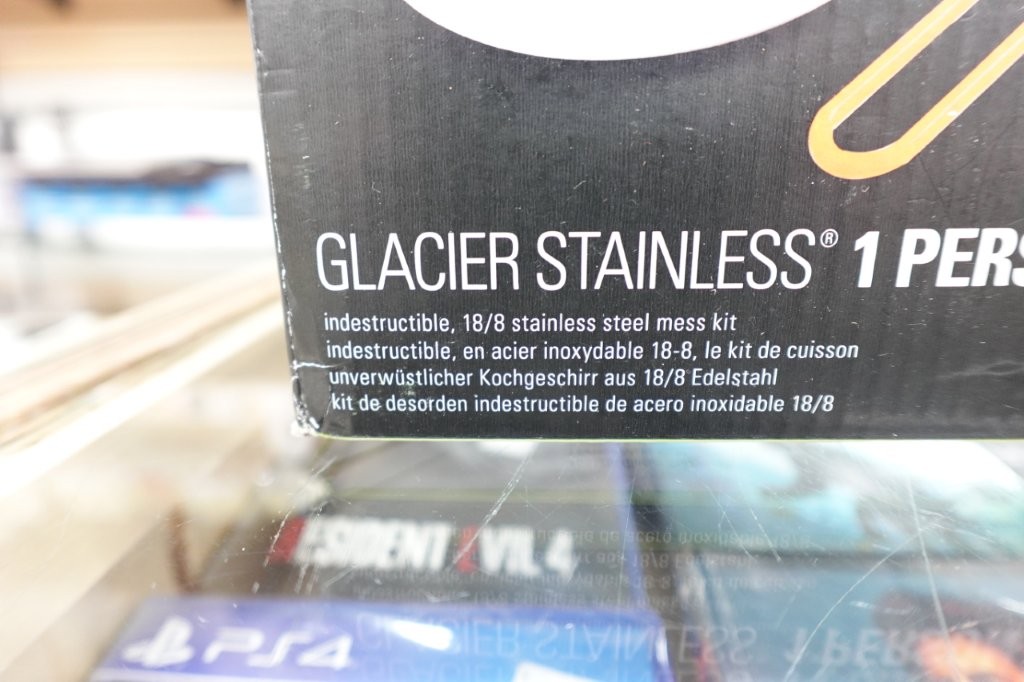 GLACIER STAINLESS® 1 PERS
indestructible, 18/8 stainless steel mess kit
indestructible, en acier inoxydable 18-8, le kit de cuisson
unverwüstlicher Kochgeschirr aus 18/8 Edelstahl
kit de desorden indestructible de acero inoxidable 18/8
RESIDENT EVIL 4
PS4